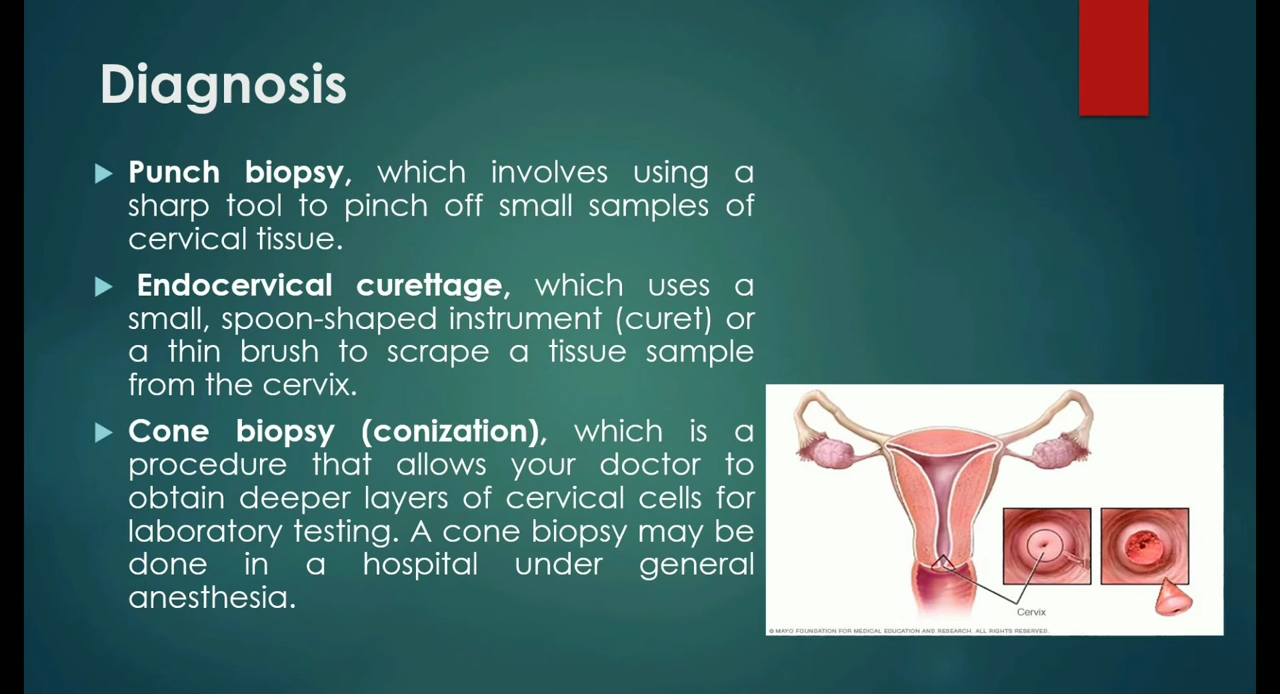 Diagnosis
Punch biopsy, which involves using a
sharp tool to pinch off small samples of
cervical tissue.
Endocervical curettage, which uses a
small, spoon-shaped instrument (curet) or
a thin brush to scrape a tissue sample
from the cervix.
Cone biopsy (conization), which is a
procedure that allows your doctor to
obtain deeper layers of cervical cells for
laboratory testing. A cone biopsy may be
done in a hospital under general
anesthesia.
Cervix
© MAYO FOUNDATION FOR MEDICAL EDUCATION AND RESEARCH. ALL RIGHTS RESERVED.